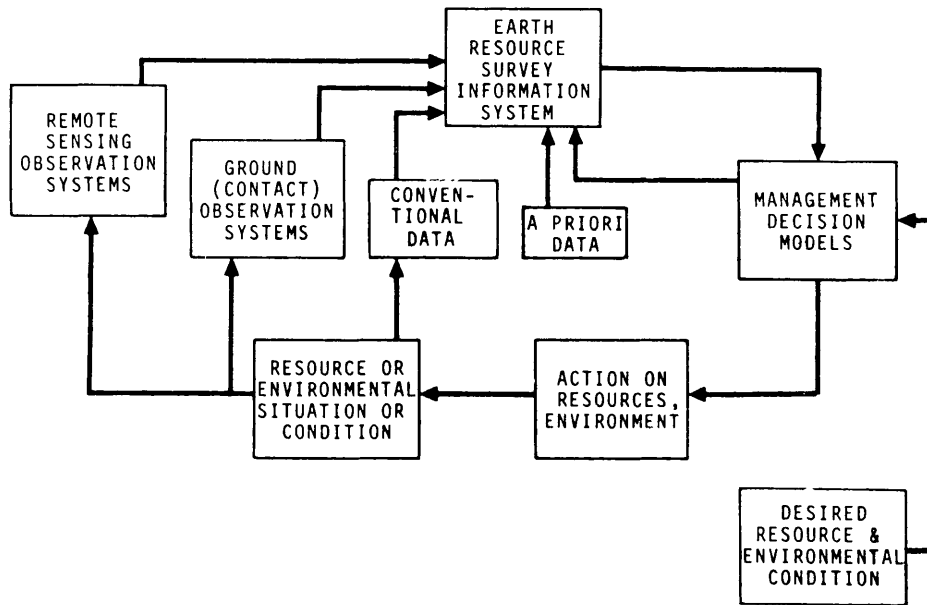 EARTH
RESOURCE
SURVEY
INFORMATION
SYSTEM
REMOTE
SENSING
OBSERVATION
SYSTEMS
GROUND
(CONTACT)
OBSERVATION
SYSTEMS
CONVEN-
TIONAL
DATA
A PRIORI
DATA
MANAGEMENT
DECISION
MODELS
RESOURCE OR
ENVIRONMENTAL
SITUATION OR
CONDITION
ACTION ON
RESOURCES,
ENVIRONMENT
DESIRED
RESOURCE &
ENVIRONMENTAL
CONDITION